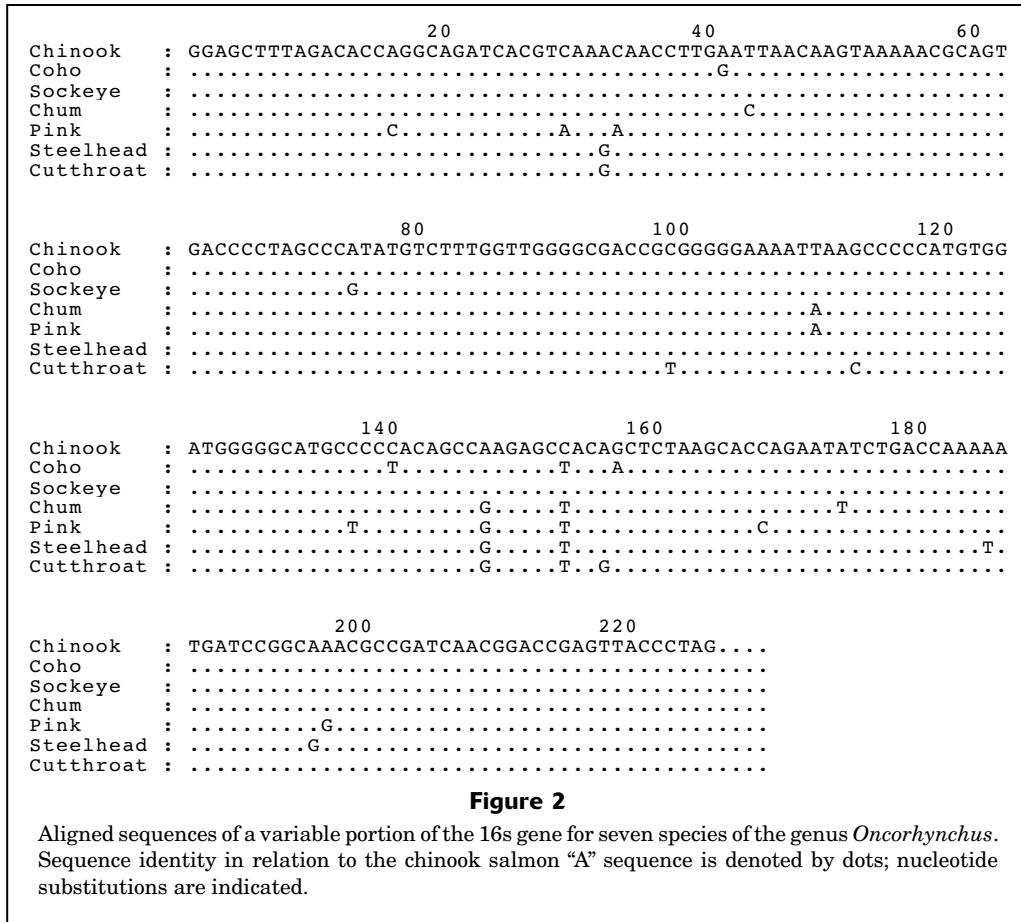 20 40 60
Chinook : GGAGCTTTAGACACCAGGCAGATCACGTCAAACAACCTTGAATTAACAAGTAAAAACGCAGT
Coho : ........................................G.....................
Sockeye : ..............................................................
Chum : ..........................................C...................
Pink : ...............C............A...A.............................
Steelhead : ...............................G..............................
Cutthroat : ...............................G..............................
80 100 120
Chinook : GACCCCTAGCCCATATGTCTTTGGTTGGGGCGACCGCGGGGGAAAATTAAGCCCCCATGTGG
Coho : ..............................................................
Sockeye : ............G.................................................
Chum : ...............................................A..............
Pink : ...............................................A..............
Steelhead : ..............................................................
Cutthroat : ....................................T.............C...........
140 160 180
Chinook : ATGGGGGCATGCCCCCACAGCCAAGAGCCACAGCTCTAAGCACCAGAATATCTGACCAAAAA
Coho : ...............T............T...A.............................
Sockeye : ..............................................................
Chum : ......................G.....T....................T............
Pink : ............T.........G.....T..............C..................
Steelhead : ......................G.....T...............................T.
Cutthroat : ......................G.....T..G..............................
200 220
Chinook : TGATCCGGCAAACGCCGATCAACGGACCGAGTTACCCTAG....
Coho : ............................................
Sockeye : ............................................
Chum : ............................................
Pink : ..........G.................................
Steelhead : .........G..................................
Cutthroat : ............................................
Figure 2
Aligned sequences of a variable portion of the 16s gene for seven species of the genus Oncorhynchus.
Sequence identity in relation to the chinook salmon “A” sequence is denoted by dots; nucleotide
substitutions are indicated.